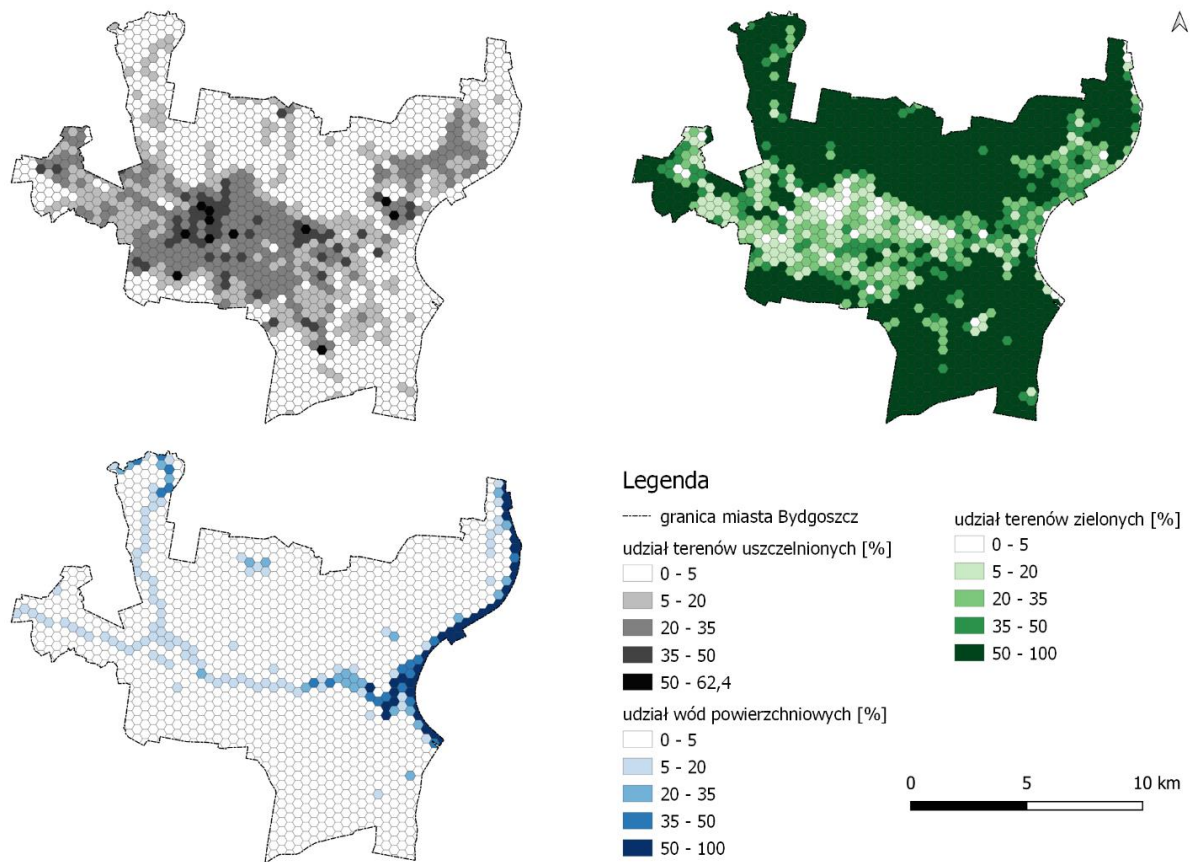 Legenda
granica miasta Bydgoszcz
udział terenów uszczelnionych [%]
0 - 5
5 - 20
20 - 35
35 - 50
50 - 62,4
udział wód powierzchniowych [%]
0 - 5
5 - 20
20 - 35
35 - 50
50 - 100
udział terenów zielonych [%]
0 - 5
5 - 20
20 - 35
35 - 50
50 - 100
0 5 10 km